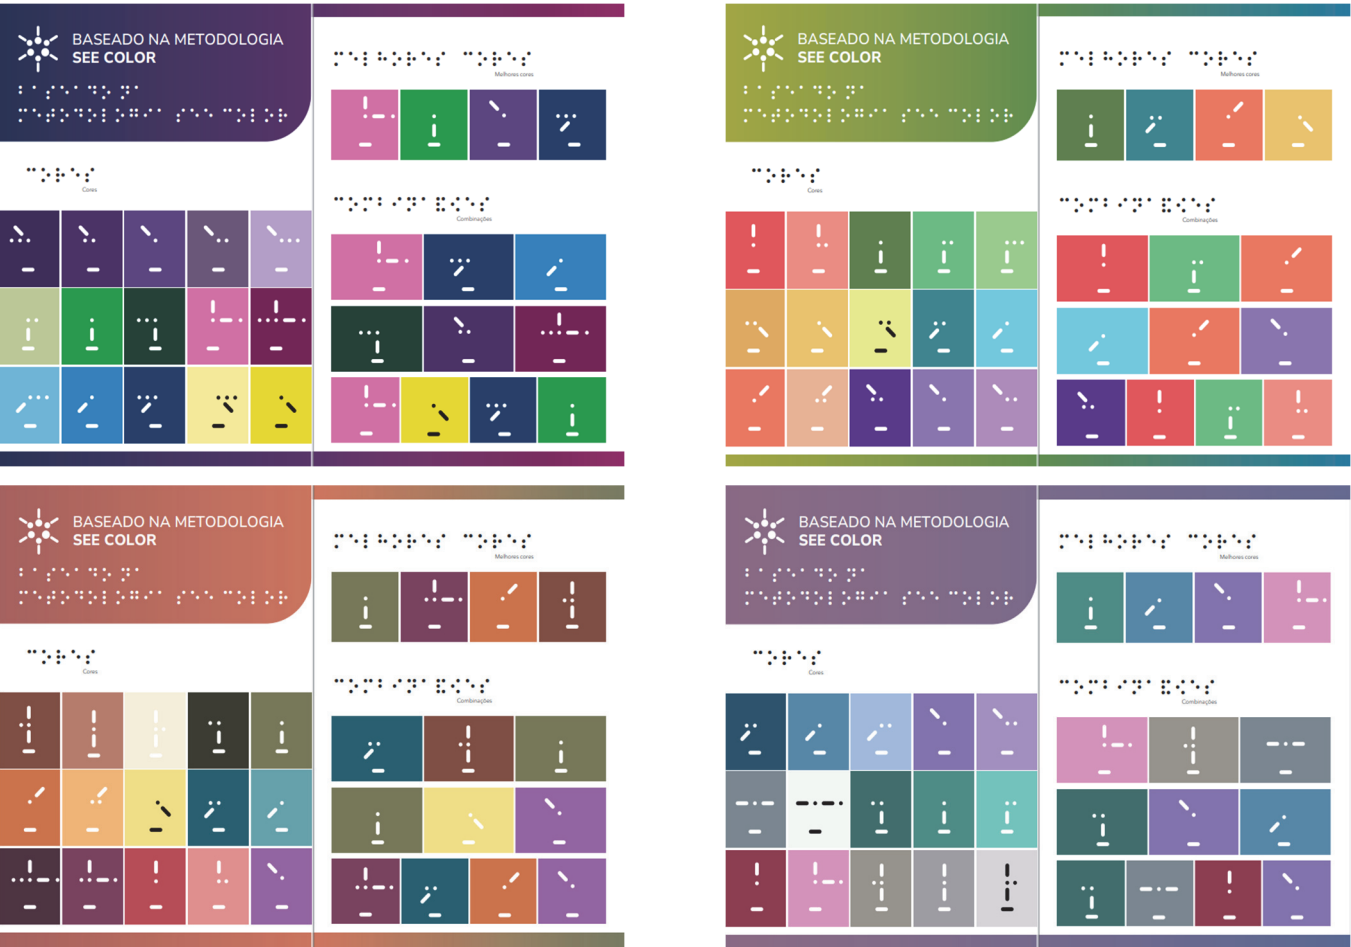 BASEADO NA METODOLOGIA
SEE COLOR
⠃⠁⠎⠑⠁⠙⠕ ⠝⠁
⠍⠑⠞⠕⠙⠕⠇⠕⠛⠊⠁ ⠎⠑⠑ ⠉⠕⠇⠕⠗
⠉⠕⠗⠑⠎
Cores
⠍⠑⠇⠓⠕⠗⠑⠎ ⠉⠕⠗⠑⠎
Melhores cores
⠉⠕⠍⠃⠊⠝⠁⠯⠪⠑⠎
Combinações
BASEADO NA METODOLOGIA
SEE COLOR
⠃⠁⠎⠑⠁⠙⠕ ⠝⠁
⠍⠑⠞⠕⠙⠕⠇⠕⠛⠊⠁ ⠎⠑⠑ ⠉⠕⠇⠕⠗
⠉⠕⠗⠑⠎
Cores
⠍⠑⠇⠓⠕⠗⠑⠎ ⠉⠕⠗⠑⠎
Melhores cores
⠉⠕⠍⠃⠊⠝⠁⠯⠪⠑⠎
Combinações
BASEADO NA METODOLOGIA
SEE COLOR
⠃⠁⠎⠑⠁⠙⠕ ⠝⠁
⠍⠑⠞⠕⠙⠕⠇⠕⠛⠊⠁ ⠎⠑⠑ ⠉⠕⠇⠕⠗
⠉⠕⠗⠑⠎
Cores
⠍⠑⠇⠓⠕⠗⠑⠎ ⠉⠕⠗⠑⠎
Melhores cores
⠉⠕⠍⠃⠊⠝⠁⠯⠪⠑⠎
Combinações
BASEADO NA METODOLOGIA
SEE COLOR
⠃⠁⠎⠑⠁⠙⠕ ⠝⠁
⠍⠑⠞⠕⠙⠕⠇⠕⠛⠊⠁ ⠎⠑⠑ ⠉⠕⠇⠕⠗
⠉⠕⠗⠑⠎
Cores
⠍⠑⠇⠓⠕⠗⠑⠎ ⠉⠕⠗⠑⠎
Melhores cores
⠉⠕⠍⠃⠊⠝⠁⠯⠪⠑⠎
Combinações